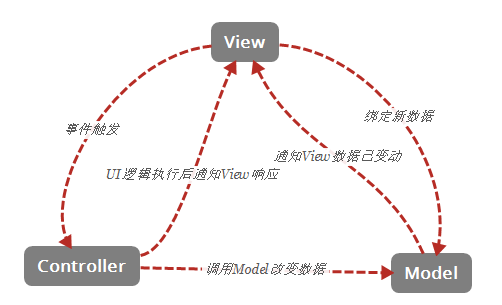 View
事件触发
绑定新数据
通知View数据已变动
UI逻辑执行后通知View响应
Controller
调用Model改变数据
Model